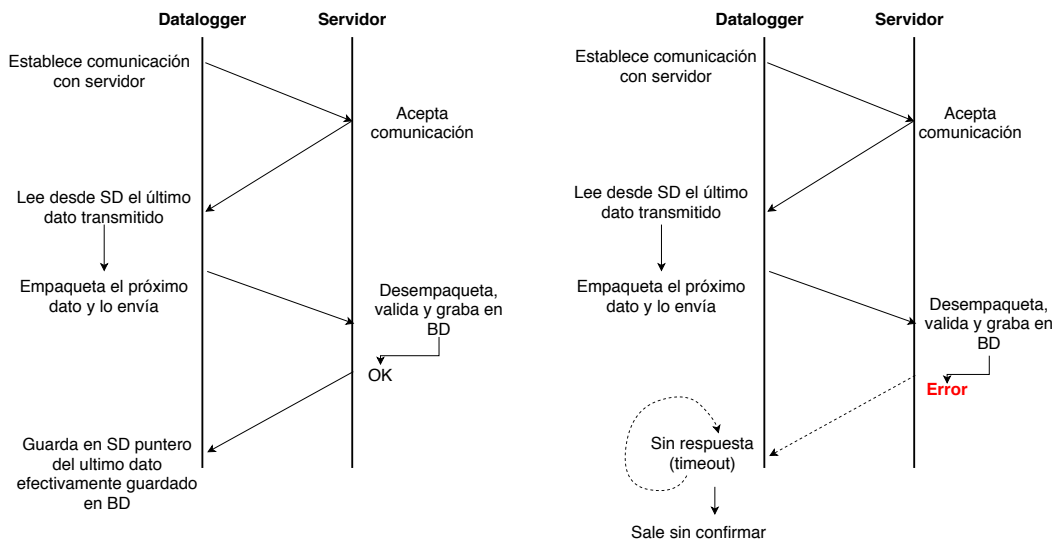 Datalogger
Servidor
Establece comunicación
con servidor
Acepta
comunicación
Lee desde SD el último
dato transmitido
Empaqueta el próximo
dato y lo envía
Desempaqueta,
valida y graba en
BD
OK
Guarda en SD puntero
del ultimo dato
efectivamente guardado
en BD
Datalogger
Servidor
Establece comunicación
con servidor
Acepta
comunicación
Lee desde SD el último
dato transmitido
Empaqueta el próximo
dato y lo envía
Desempaqueta,
valida y graba en
BD
Error
Sin respuesta
(timeout)
Sale sin confirmar